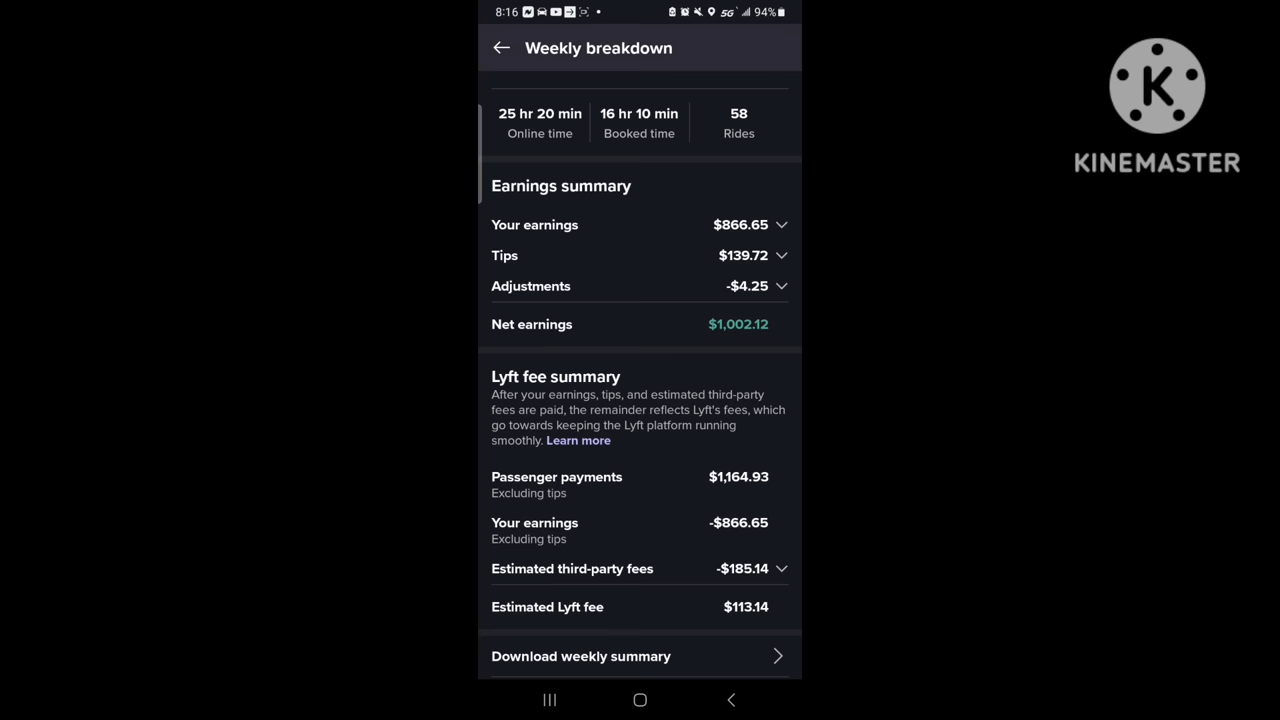 8:16
5G 94%
Weekly breakdown
25 hr 20 min 16 hr 10 min 58
Online time Booked time Rides
Earnings summary
Your earnings $866.65
Tips $139.72
Adjustments -$4.25
Net earnings $1,002.12
Lyft fee summary
After your earnings, tips, and estimated third-party
fees are paid, the remainder reflects Lyft's fees, which
go towards keeping the Lyft platform running
smoothly. Learn more
Passenger payments $1,164.93
Excluding tips
Your earnings -$866.65
Excluding tips
Estimated third-party fees -$185.14
Estimated Lyft fee $113.14
Download weekly summary
K
KINEMASTER